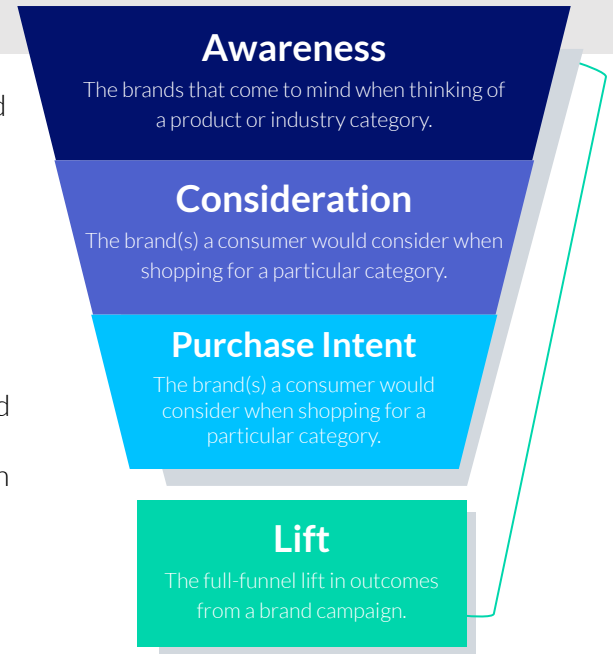 Awareness
The brands that come to mind when thinking of
a product or industry category.
Consideration
The brand(s) a consumer would consider when
shopping for a particular category.
Purchase Intent
The brand(s) a consumer would
consider when shopping for a
particular category.
Lift
The full-funnel lift in outcomes
from a brand campaign.